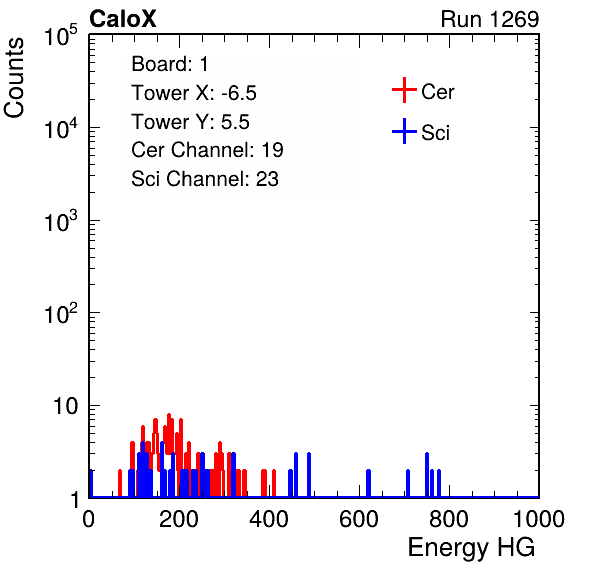 CaloX Run 1269
Counts
Board: 1
Tower X: -6.5
Tower Y: 5.5
Cer Channel: 19
Sci Channel: 23
Cer
Sci
10^5
10^4
10^3
10^2
10
1
0 200 400 600 800 1000
Energy HG